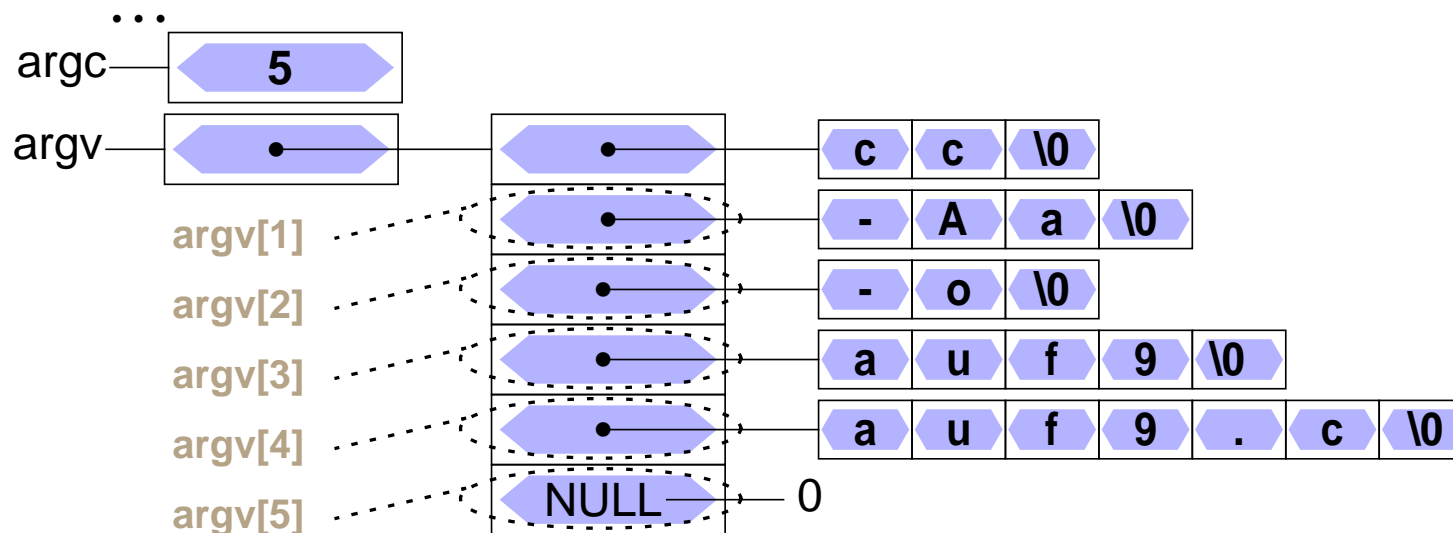 ...
argc 5
argv c c \0
argv[1] - A a \0
argv[2] - o \0
argv[3] a u f 9 \0
argv[4] a u f 9 . c \0
argv[5] NULL 0